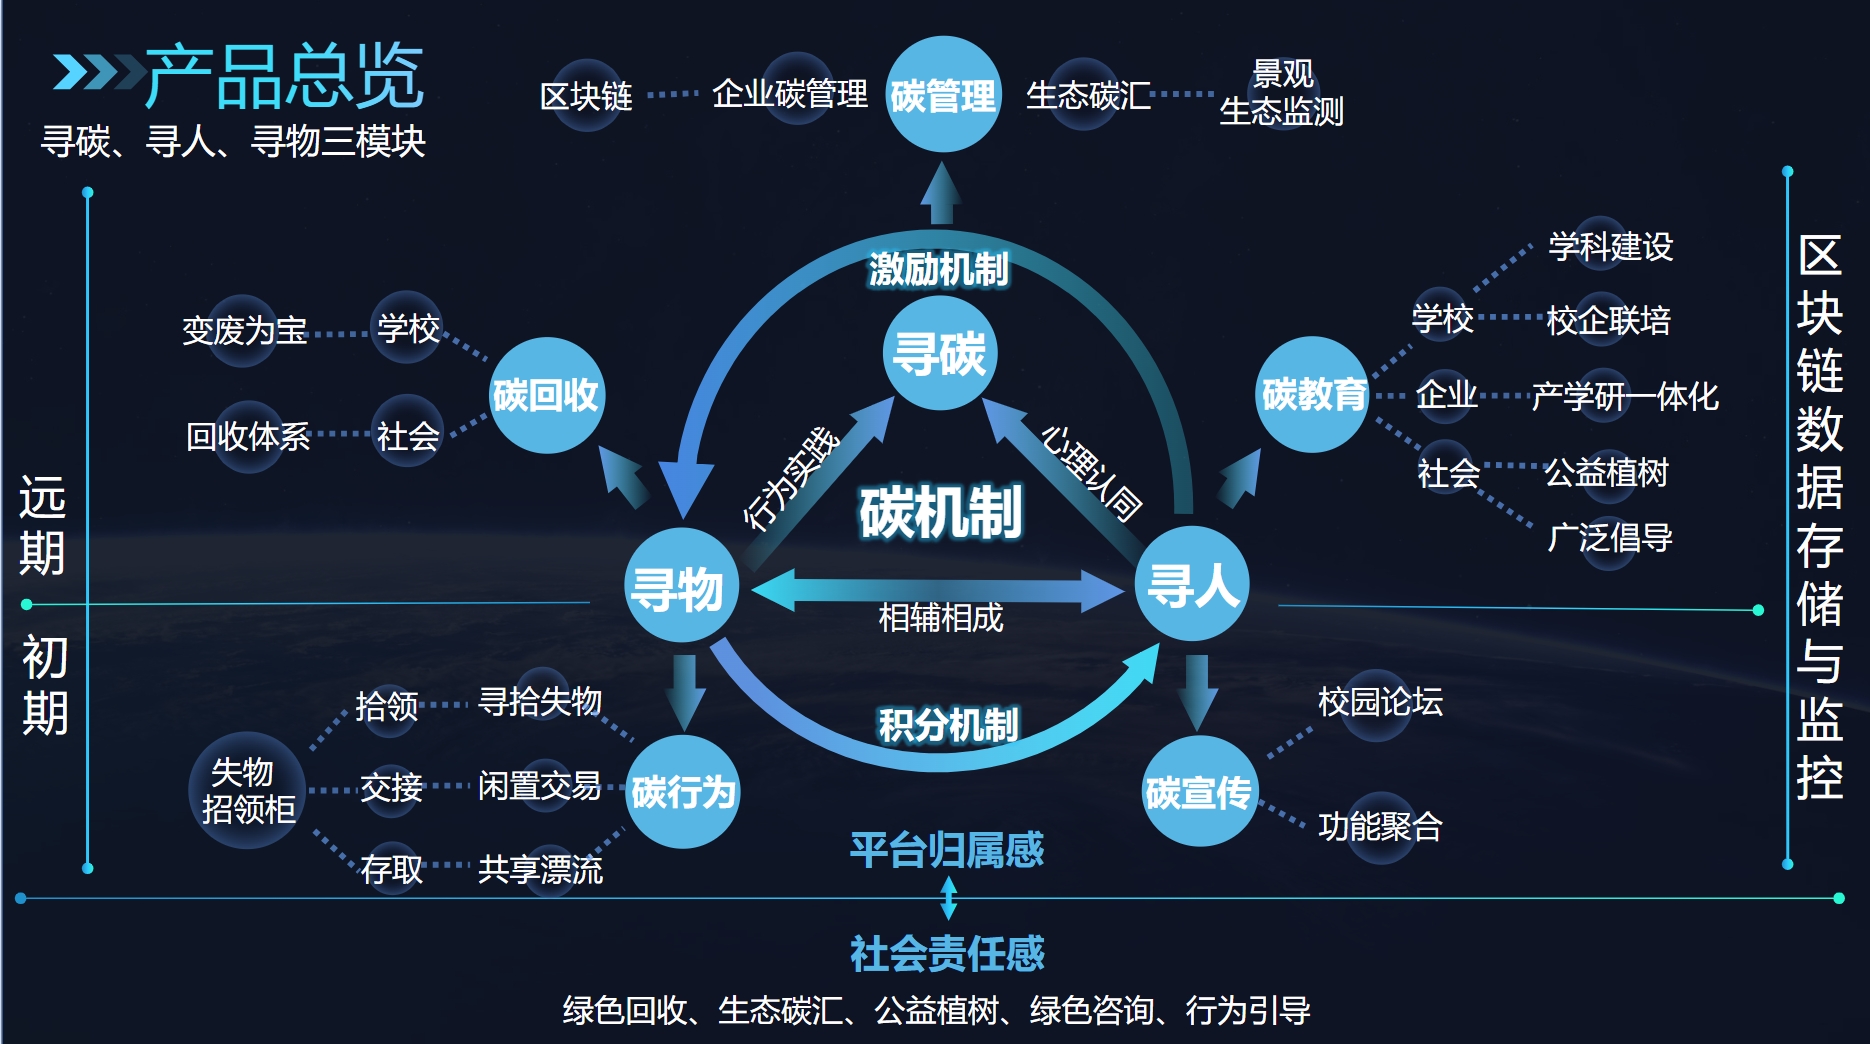 产品总览
寻碳、寻人、寻物三模块
区块链
企业碳管理
碳管理
生态碳汇
景观
生态监测
激励机制
寻碳
行为实践
心理认同
碳机制
寻物
寻人
相辅相成
积分机制
变废为宝
学校
碳回收
回收体系
社会
碳教育
学校
学科建设
校企联培
企业
产学研一体化
社会
公益植树
广泛倡导
远期
初期
失物
招领柜
拾领
寻拾失物
交接
闲置交易
存取
共享漂流
碳行为
碳宣传
校园论坛
功能聚合
区块链数据存储与监控
平台归属感
社会责任感
绿色回收、生态碳汇、公益植树、绿色咨询、行为引导